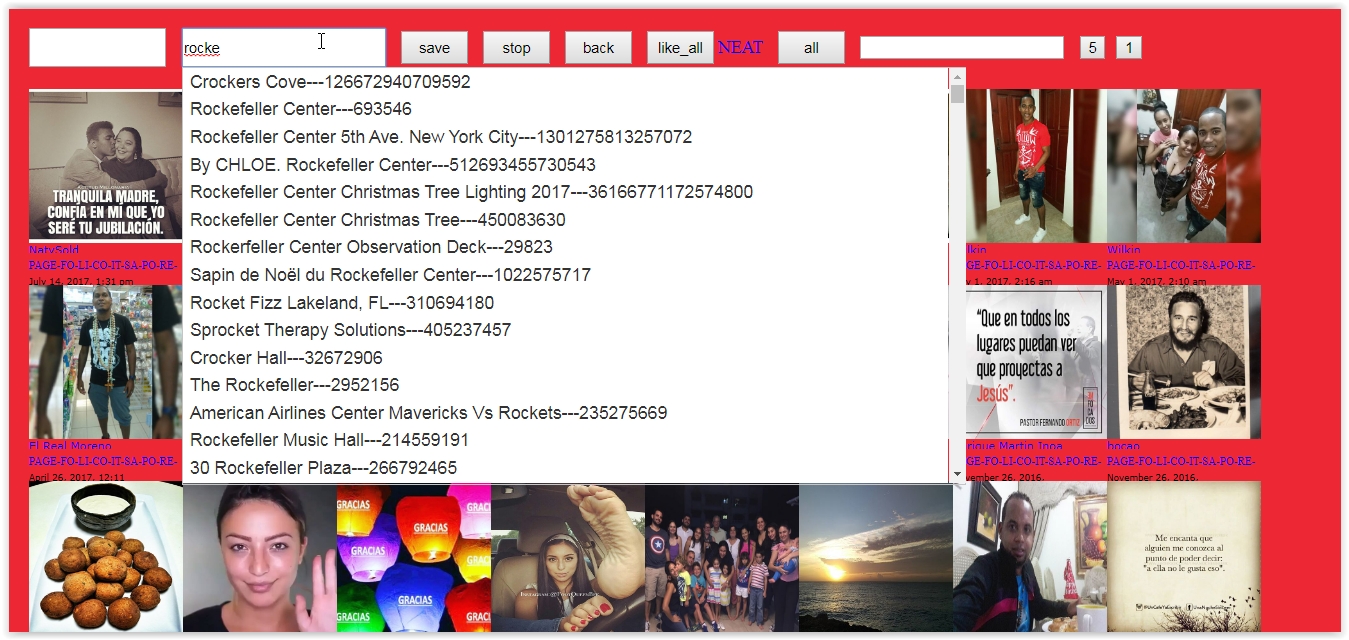 rocke
save
stop
back
like_all
NEAT
all
5
1
Crockers Cove---126672940709592
Rockefeller Center---693546
Rockefeller Center 5th Ave. New York City---1301275813257072
By CHLOE. Rockefeller Center---512693455730543
Rockefeller Center Christmas Tree Lighting 2017---36166771172574800
Rockefeller Center Christmas Tree---450083630
Rockerfeller Center Observation Deck---29823
Sapin de Noël du Rockefeller Center---1022575717
Rocket Fizz Lakeland, FL---310694180
Sprocket Therapy Solutions---405237457
Crocker Hall---32672906
The Rockefeller---2952156
American Airlines Center Mavericks Vs Rockets---235275669
Rockefeller Music Hall---214559191
30 Rockefeller Plaza---266792465
TRANQUILA MADRE,
CONFÍA EN MÍ QUE YO
SERÉ TU JUBILACIÓN.
NatySold
PAGE-FO-LI-CO-IT-SA-PO-RE-
July 14, 2017, 1:31 pm
lkin
AGE-FO-LI-CO-IT-SA-PO-RE-
y 1, 2017, 2:16 am
Wilkin
PAGE-FO-LI-CO-IT-SA-PO-RE-
May 1, 2017, 2:10 am
El Real Moreno
PAGE-FO-LI-CO-IT-SA-PO-RE-
April 26, 2017, 12:11
“Que en todos los
lugares puedan ver
que proyectas a
Jesús”.
PASTOR FERNANDO ORTIZ
rique Martin Inoa
AGE-FO-LI-CO-IT-SA-PO-RE-
vember 26, 2016,
bocao
PAGE-FO-LI-CO-IT-SA-PO-RE-
November 26, 2016,
GRACIAS
GRACIAS
GRACIAS
GRACIAS
GRACIAS
Me encanta que
alguien me conozca al
punto de poder decir:
"a ella no le gusta eso".